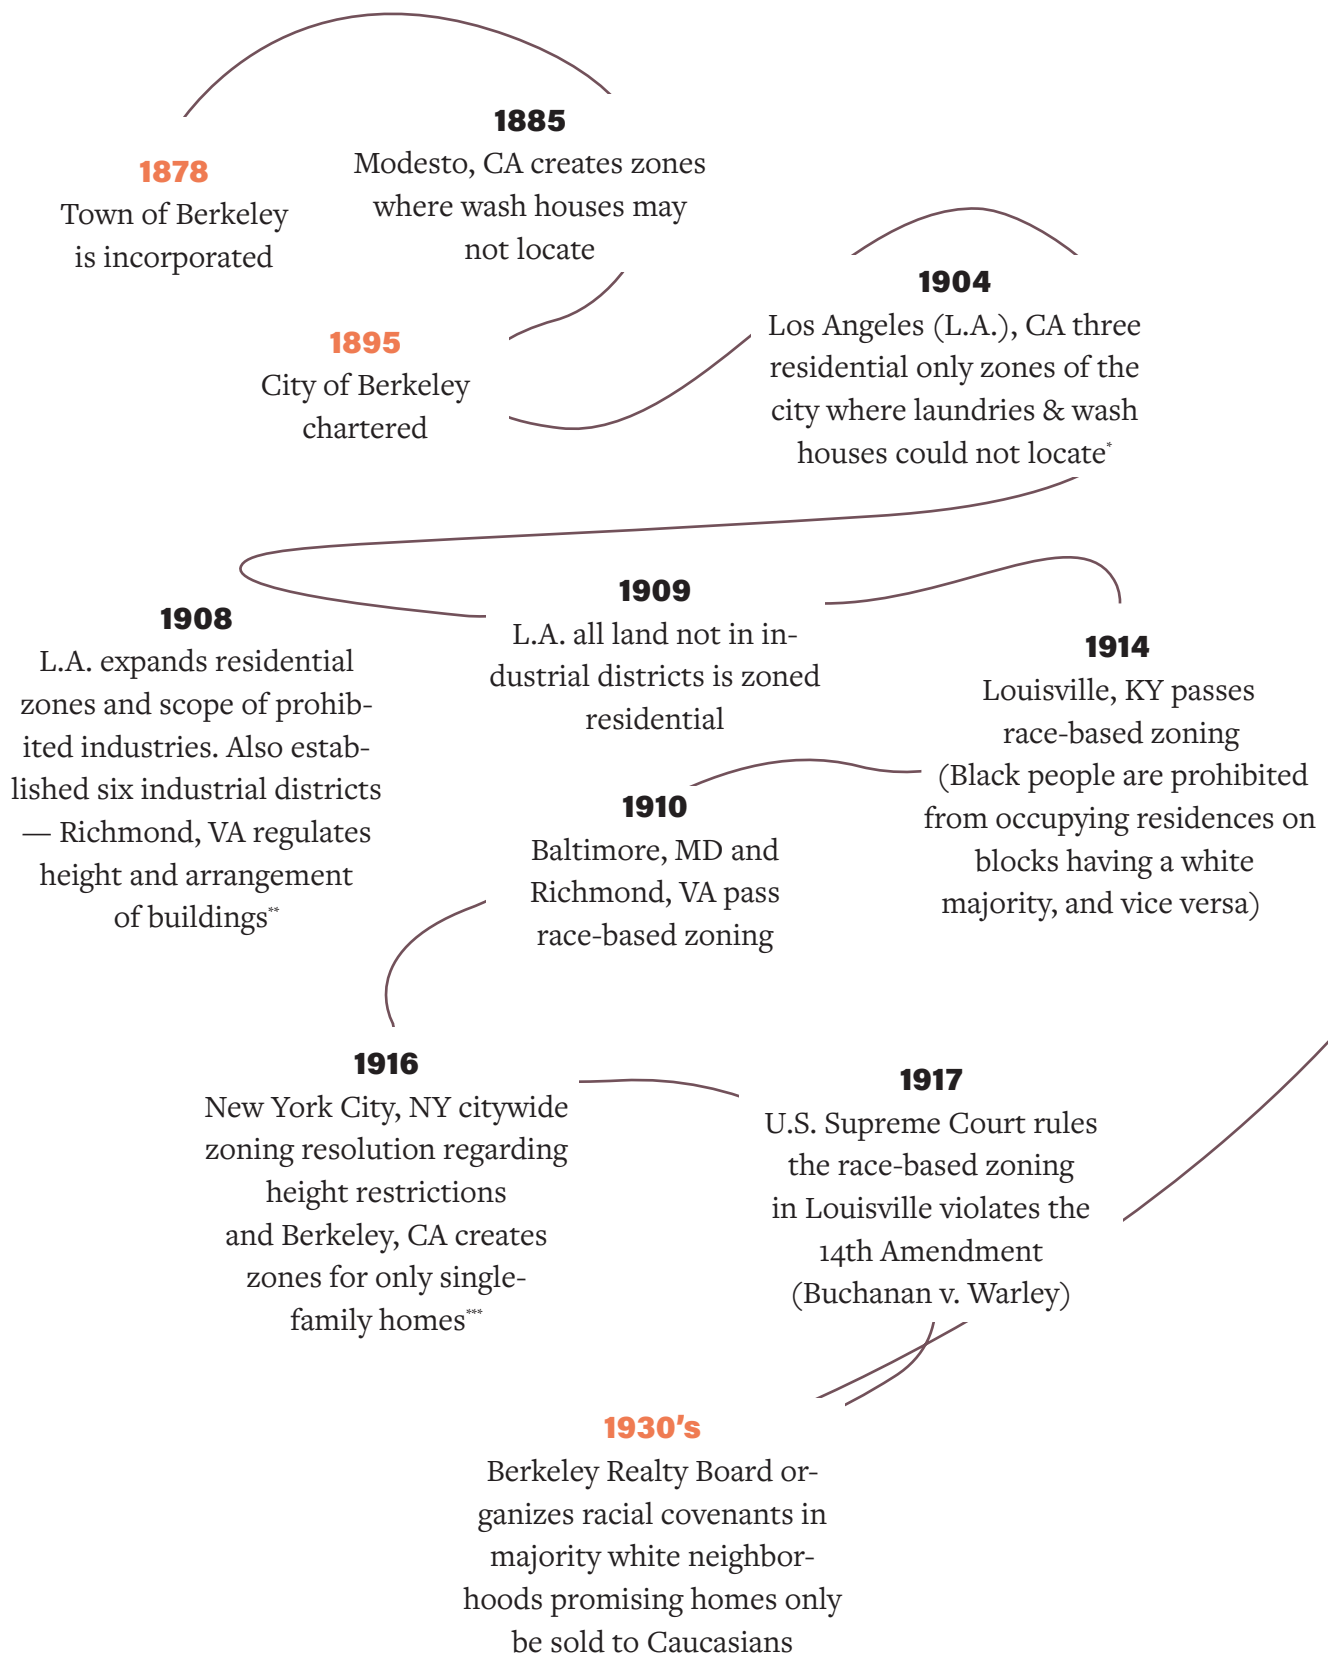 1878
Town of Berkeley
is incorporated
1885
Modesto, CA creates zones
where wash houses may
not locate
1895
City of Berkeley
chartered
1904
Los Angeles (L.A.), CA three
residential only zones of the
city where laundries & wash
houses could not locate*
1908
L.A. expands residential
zones and scope of prohib-
ited industries. Also estab-
lished six industrial districts
— Richmond, VA regulates
height and arrangement
of buildings**
1909
L.A. all land not in in-
dustrial districts is zoned
residential
1914
Louisville, KY passes
race-based zoning
(Black people are prohibited
from occupying residences on
blocks having a white
majority, and vice versa)
1910
Baltimore, MD and
Richmond, VA pass
race-based zoning
1916
New York City, NY citywide
zoning resolution regarding
height restrictions
and Berkeley, CA creates
zones for only single-
family homes***
1917
U.S. Supreme Court rules
the race-based zoning
in Louisville violates the
14th Amendment
(Buchanan v. Warley)
1930's
Berkeley Realty Board or-
ganizes racial covenants in
majority white neighbor-
hoods promising homes only
be sold to Caucasians